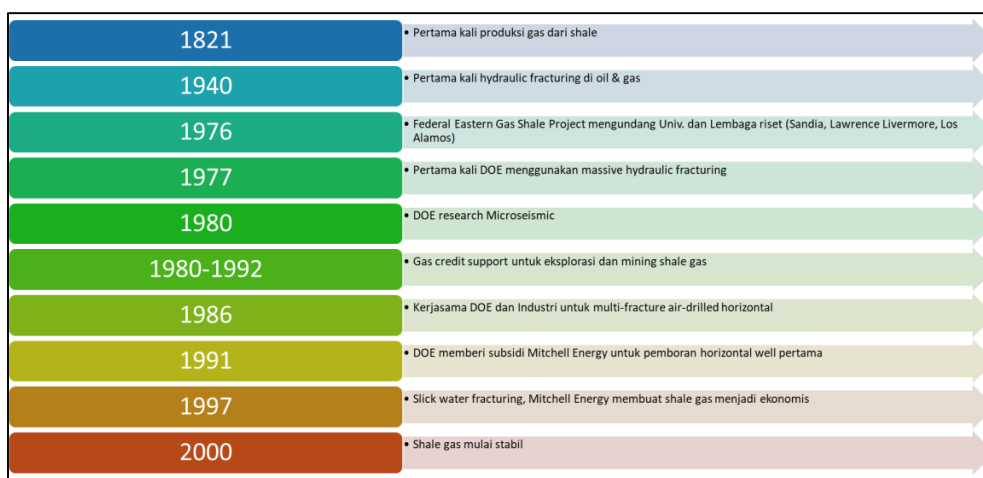 1821
• Pertama kali produksi gas dari shale
1940
• Pertama kali hydraulic fracturing di oil & gas
1976
• Federal Eastern Gas Shale Project mengundang Univ. dan Lembaga riset (Sandia, Lawrence Livermore, Los
Alamos)
1977
• Pertama kali DOE menggunakan massive hydraulic fracturing
1980
• DOE research Microseismic
1980-1992
• Gas credit support untuk eksplorasi dan mining shale gas
1986
• Kerjasama DOE dan Industri untuk multi-fracture air-drilled horizontal
1991
• DOE memberi subsidi Mitchell Energy untuk pemboran horizontal well pertama
1997
• Slick water fracturing, Mitchell Energy membuat shale gas menjadi ekonomis
2000
• Shale gas mulai stabil